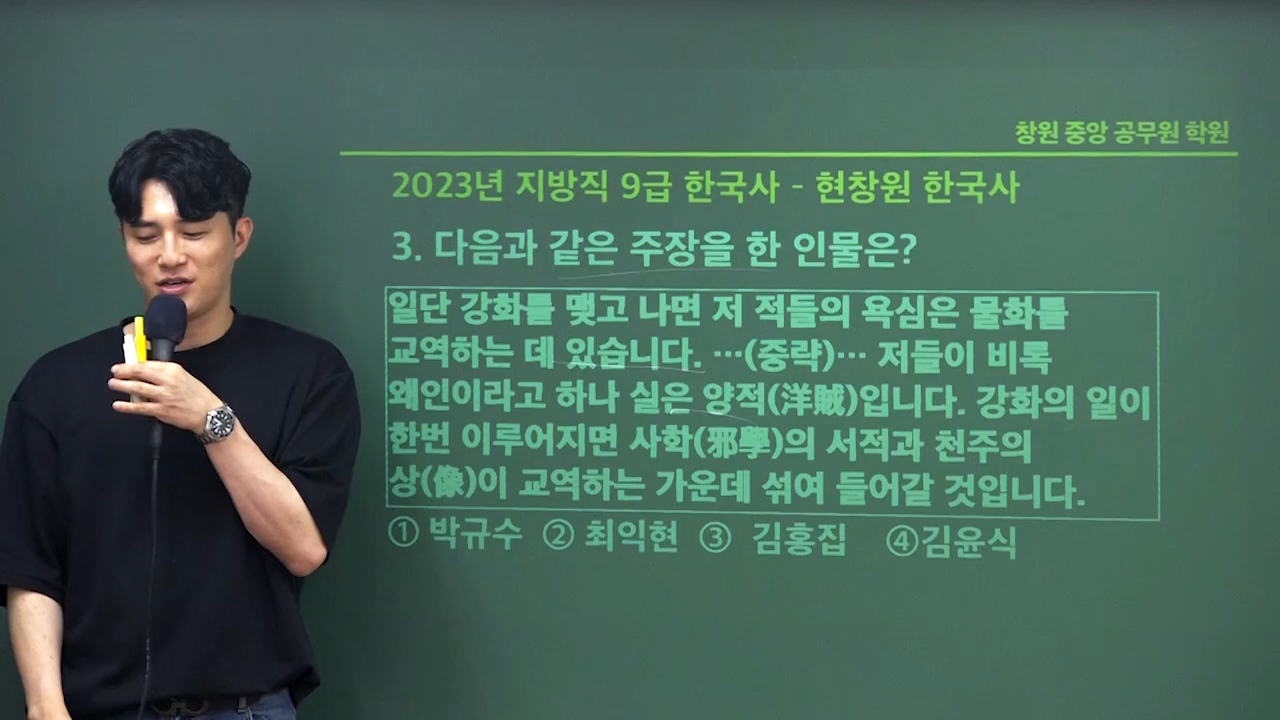 창원 중앙 공무원 학원
2023년 지방직 9급 한국사 - 현창원 한국사
3. 다음과 같은 주장을 한 인물은?
일단 강화를 맺고 나면 저 적들의 욕심은 물화를
교역하는 데 있습니다. …(중략)… 저들이 비록
왜인이라고 하나 실은 양적(洋賊)입니다. 강화의 일이
한번 이루어지면 사학(邪學)의 서적과 천주의
상(像)이 교역하는 가운데 섞여 들어갈 것입니다.
① 박규수 ② 최익현 ③ 김홍집 ④김윤식